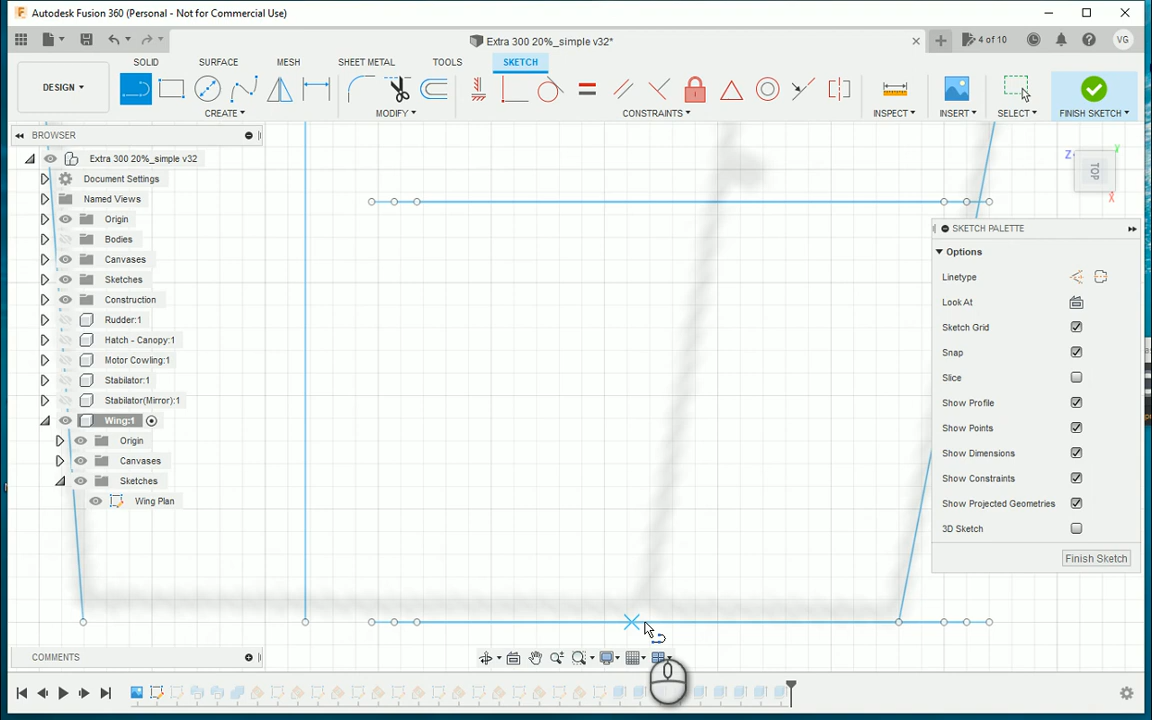 Autodesk Fusion 360 (Personal - Not for Commercial Use)
Extra 300 20%_simple v32*
4 of 10
VG
DESIGN
SOLID SURFACE MESH SHEET METAL TOOLS SKETCH
CREATE MODIFY CONSTRAINTS INSPECT INSERT SELECT FINISH SKETCH
BROWSER
Extra 300 20%_simple v32
Document Settings
Named Views
Origin
Bodies
Canvases
Sketches
Construction
Rudder:1
Hatch - Canopy:1
Motor Cowling:1
Stabilator:1
Stabilator(Mirror):1
Wing:1
Origin
Canvases
Sketches
Wing Plan
Z
Y
TOP
X
SKETCH PALETTE
Options
Linetype
Look At
Sketch Grid
Snap
Slice
Show Profile
Show Points
Show Dimensions
Show Constraints
Show Projected Geometries
3D Sketch
Finish Sketch
COMMENTS